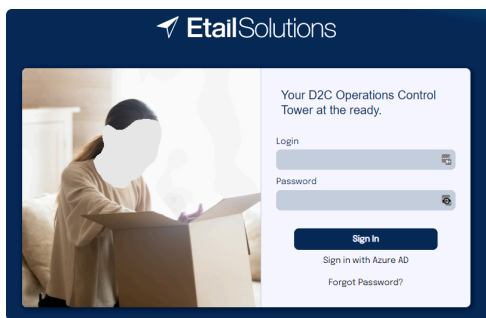 EtailSolutions
Your D2C Operations Control
Tower at the ready.
Login
Password
Sign In
Sign in with Azure AD
Forgot Password?